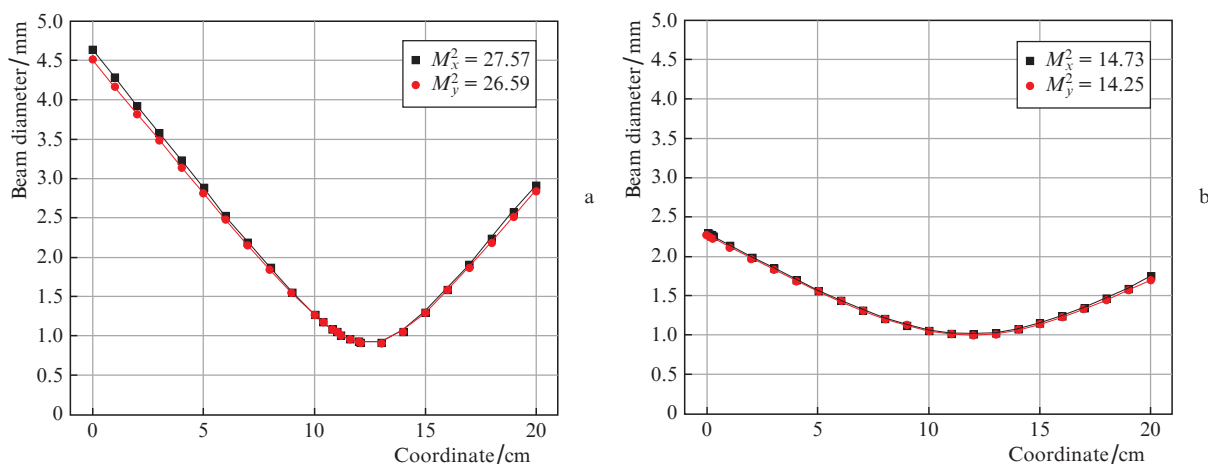 Beam diameter/mm
5.0
4.5
4.0
3.5
3.0
2.5
2.0
1.5
1.0
0.5
0
0 5 10 15 20
Coordinate/cm
M_x^2 = 27.57
M_y^2 = 26.59
a
Beam diameter/mm
5.0
4.5
4.0
3.5
3.0
2.5
2.0
1.5
1.0
0.5
0
0 5 10 15 20
Coordinate/cm
M_x^2 = 14.73
M_y^2 = 14.25
b